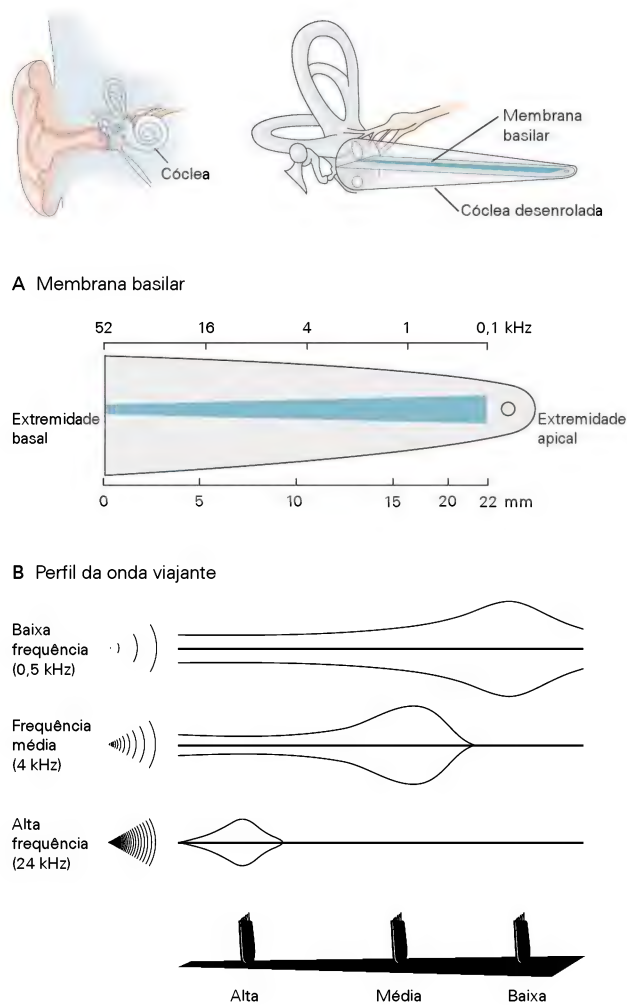 Cóclea
Membrana
basilar
Cóclea desenrolada
A Membrana basilar
52 16 4 1 0,1 kHz
Extremidade
basal
Extremidade
apical
0 5 10 15 20 22 mm
B Perfil da onda viajante
Baixa
frequência
(0,5 kHz)
Frequência
média
(4 kHz)
Alta
frequência
(24 kHz)
Alta Média Baixa